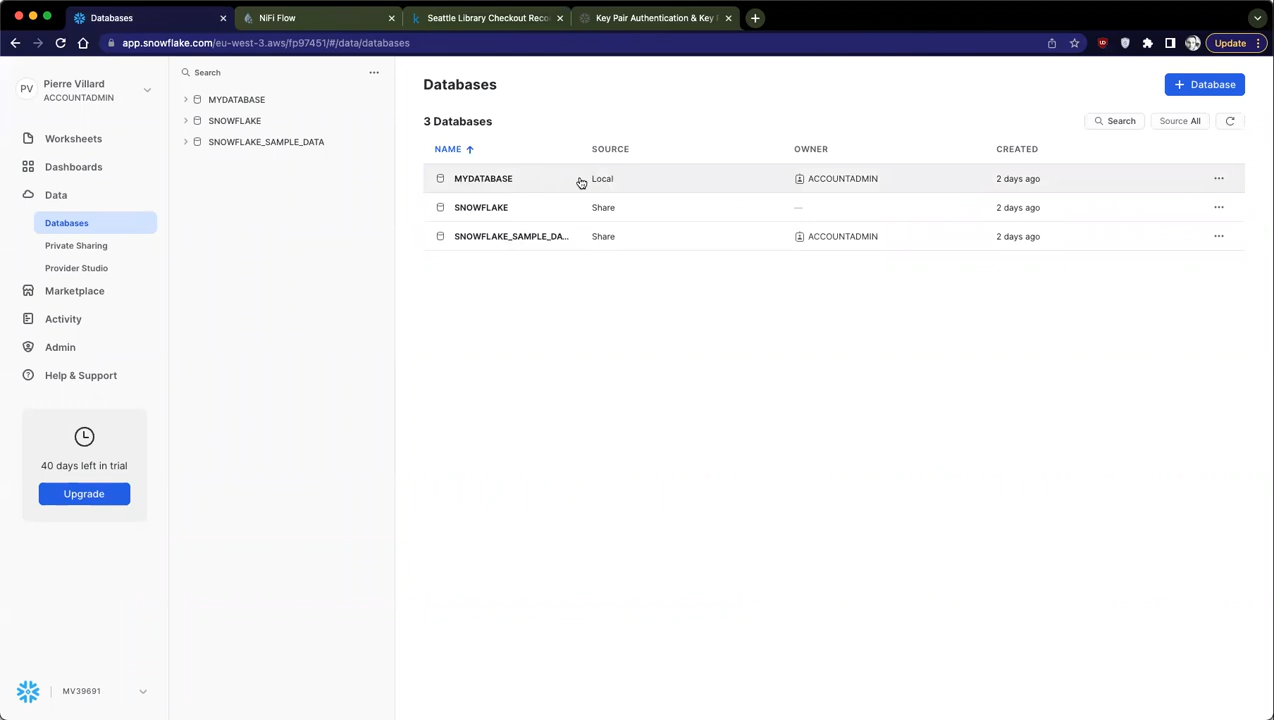 Databases
NiFi Flow
Seattle Library Checkout Reco
Key Pair Authentication & Key
app.snowflake.com/eu-west-3.aws/fp97451/#/data/databases
Update
PV
Pierre Villard
ACCOUNTADMIN
Worksheets
Dashboards
Data
Databases
Private Sharing
Provider Studio
Marketplace
Activity
Admin
Help & Support
40 days left in trial
Upgrade
MV39691
Search
MYDATABASE
SNOWFLAKE
SNOWFLAKE_SAMPLE_DATA
Databases
+ Database
3 Databases
Search
Source All
NAME SOURCE OWNER CREATED
MYDATABASE Local ACCOUNTADMIN 2 days ago
SNOWFLAKE Share — 2 days ago
SNOWFLAKE_SAMPLE_DA... Share ACCOUNTADMIN 2 days ago